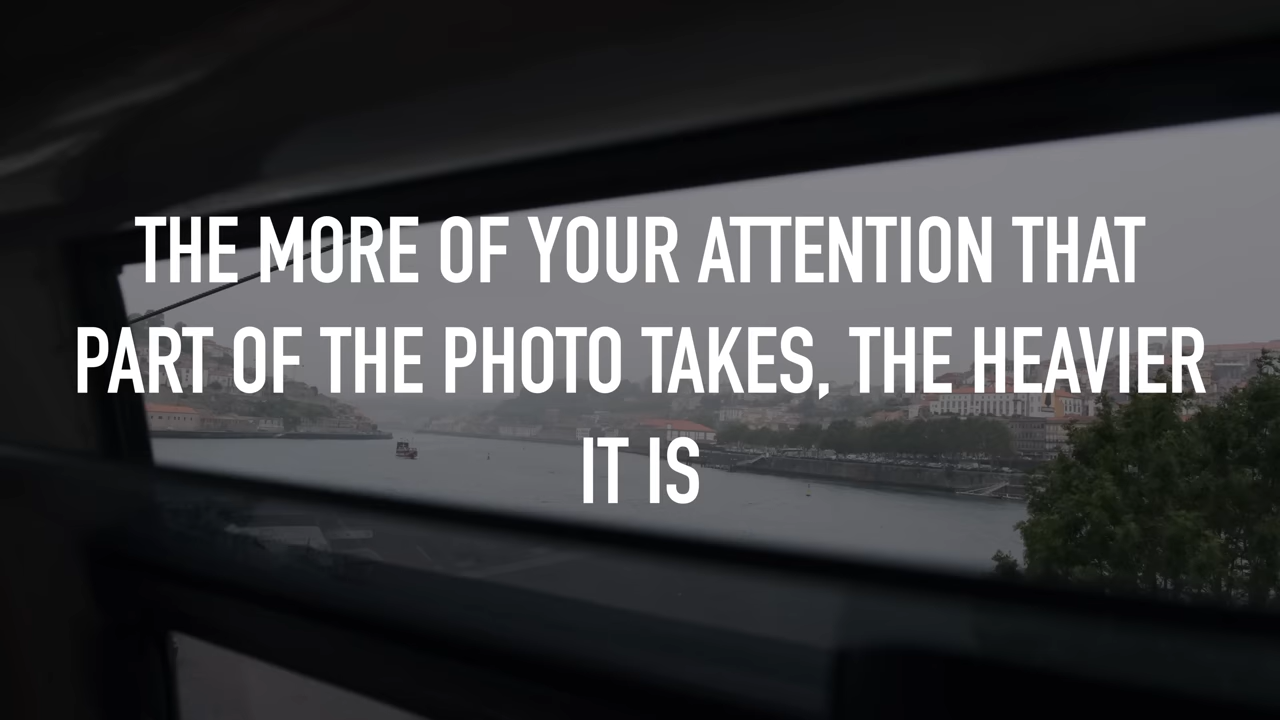 THE MORE OF YOUR ATTENTION THAT
PART OF THE PHOTO TAKES, THE HEAVIER
IT IS